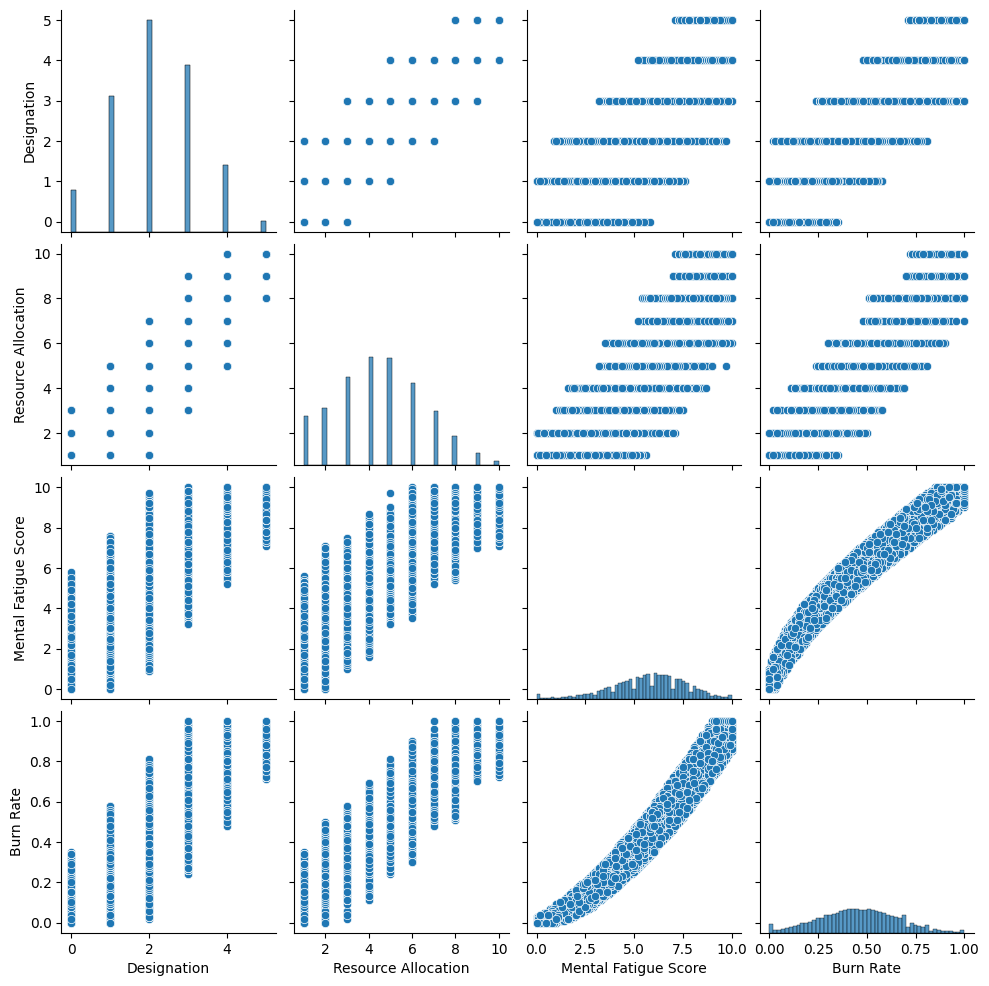 5
4
3
2
1
0
Designation
10
8
6
4
2
Resource Allocation
10
8
6
4
2
0
Mental Fatigue Score
1.0
0.8
0.6
0.4
0.2
0.0
Burn Rate
0 2 4
2 4 6 8 10
0.0 2.5 5.0 7.5 10.0
0.00 0.25 0.50 0.75 1.00
Designation
Resource Allocation
Mental Fatigue Score
Burn Rate